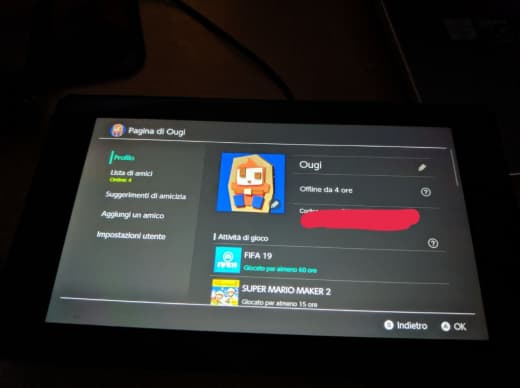 Pagina di Ougi
Profilo
Lista di amici
Online: 4
Suggerimenti di amicizia
Aggiungi un amico
Impostazioni utente
Ougi
Offline da 4 ore
Attività di gioco
FIFA 19
Giocato per almeno 60 ore
SUPER MARIO MAKER 2
Giocato per almeno 15 ore
B Indietro
A OK